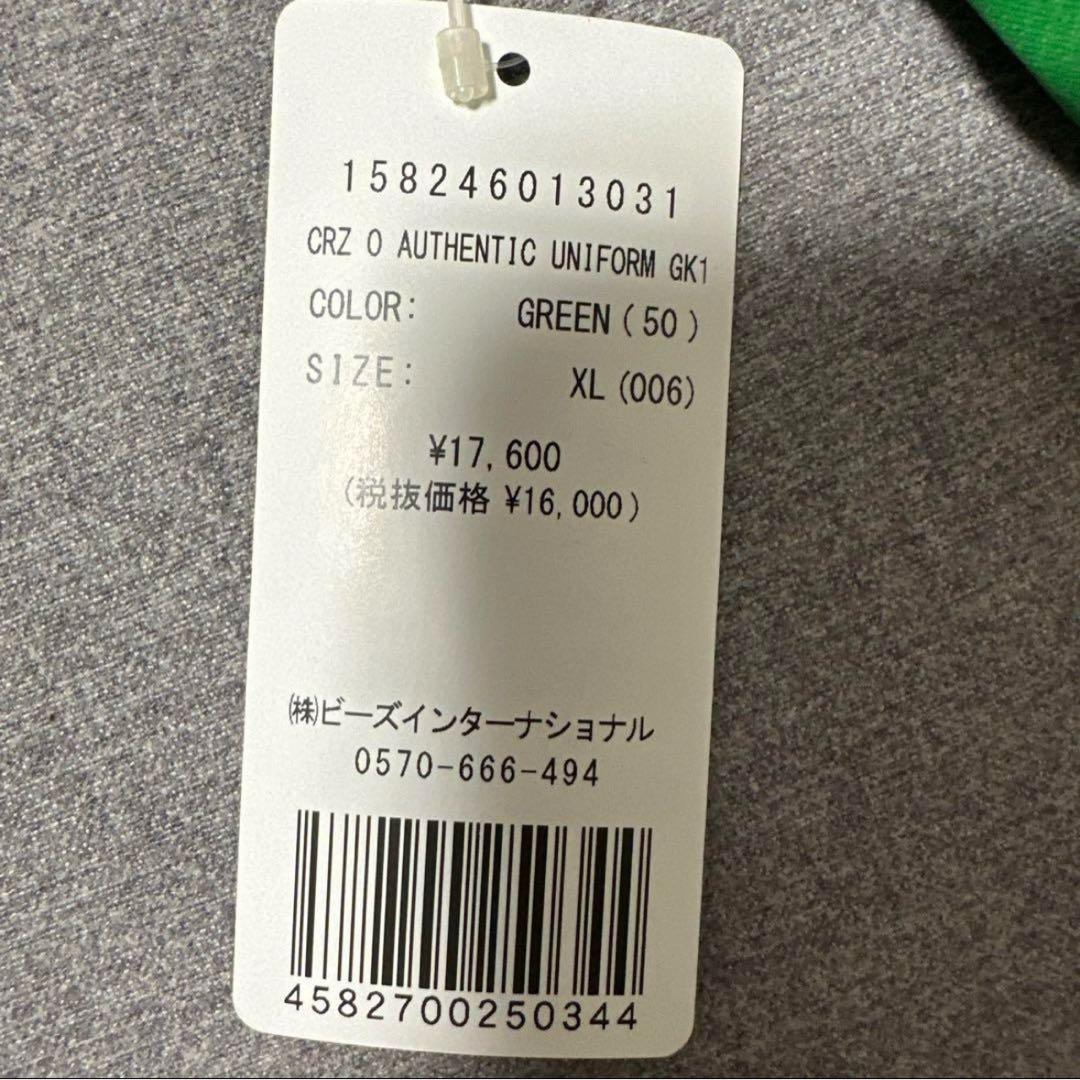 158246013031
CRZ O AUTHENTIC UNIFORM GK1
COLOR: GREEN(50)
SIZE: XL(006)
¥17,600
(税抜価格 ¥16,000)
㈱ビーズインターナショナル
0570-666-494
4582700250344